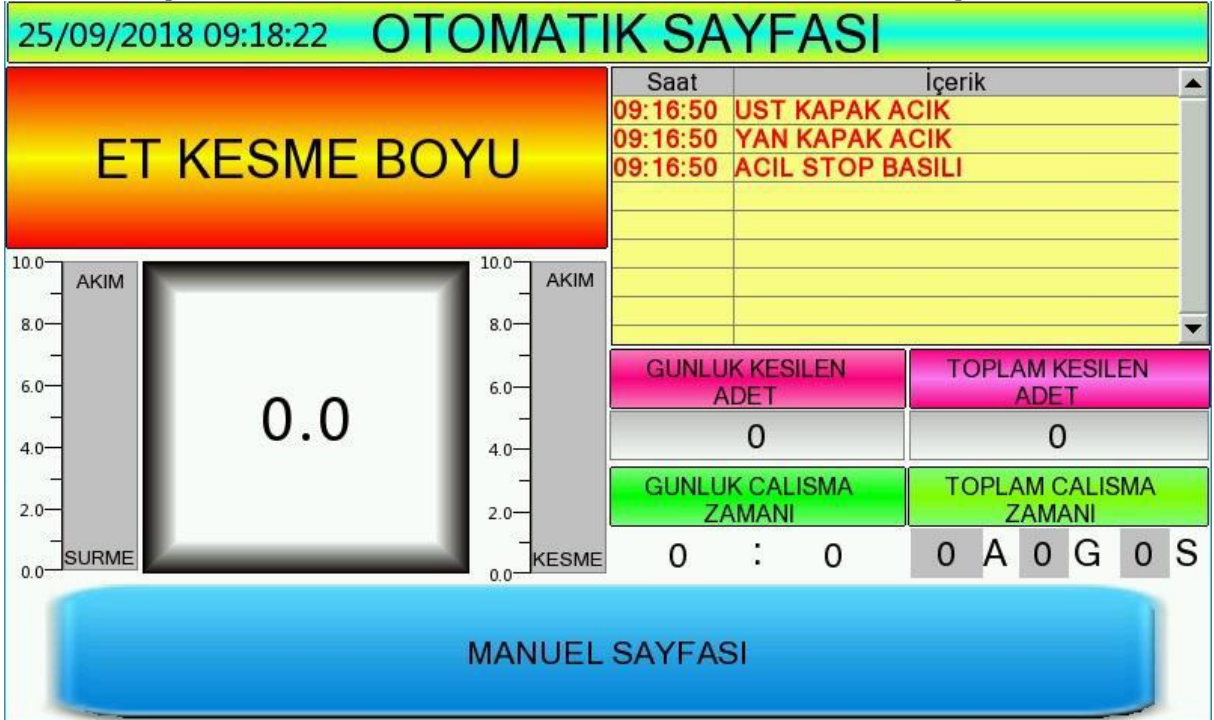 25/09/2018 09:18:22 OTOMATIK SAYFASI
ET KESME BOYU
Saat İçerik
09:16:50 UST KAPAK ACIK
09:16:50 YAN KAPAK ACIK
09:16:50 ACIL STOP BASILI
10.0
8.0
6.0
4.0
2.0
0.0
AKIM
SURME
0.0
10.0
8.0
6.0
4.0
2.0
0.0
AKIM
KESME
GUNLUK KESILEN
ADET
0
TOPLAM KESILEN
ADET
0
GUNLUK CALISMA
ZAMANI
0 : 0
TOPLAM CALISMA
ZAMANI
0 A 0 G 0 S
MANUEL SAYFASI